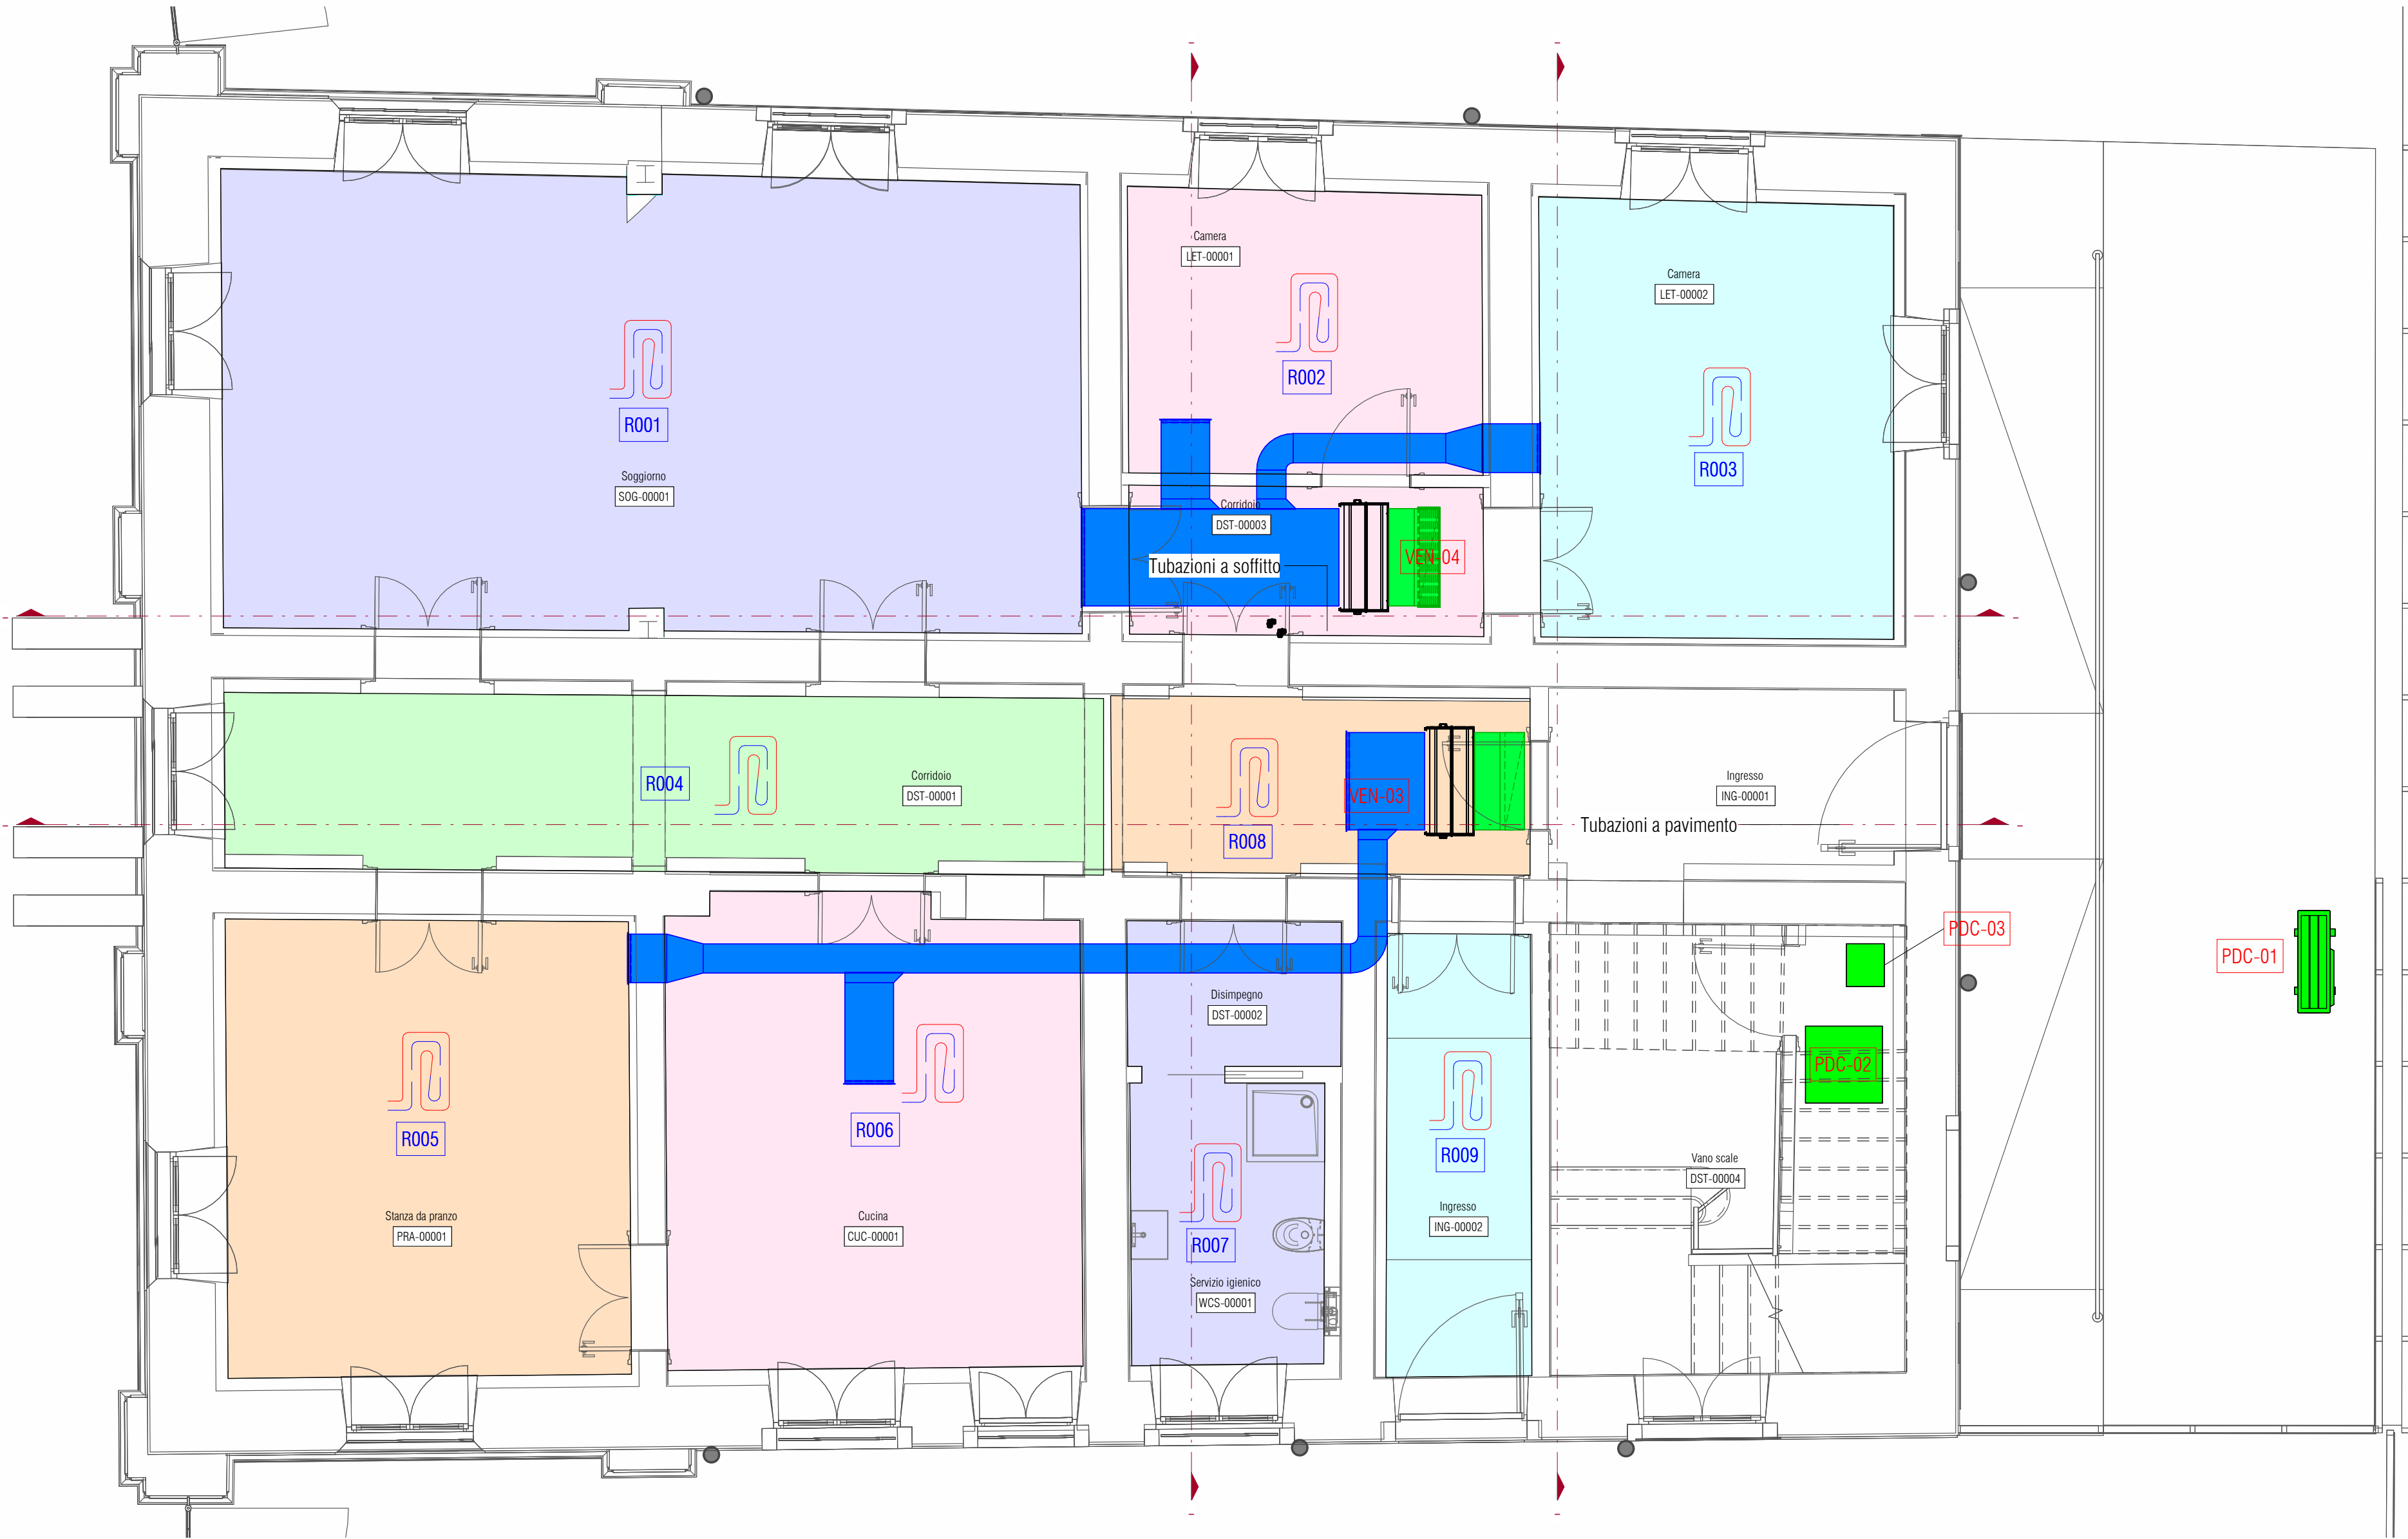 Camera
LET-00001
R002
Camera
LET-00002
R003
R001
Soggiorno
SOG-00001
Corridoio
DST-00003
Tubazioni a soffitto
VEN-04
R004
Corridoio
DST-00001
R008
VEN-03
Ingresso
ING-00001
Tubazioni a pavimento
PDC-03
PDC-01
PDC-02
Disimpegno
DST-00002
R005
R006
R007
R009
Vano scale
DST-00004
Stanza da pranzo
PRA-00001
Cucina
CUC-00001
Servizio igienico
WCS-00001
Ingresso
ING-00002